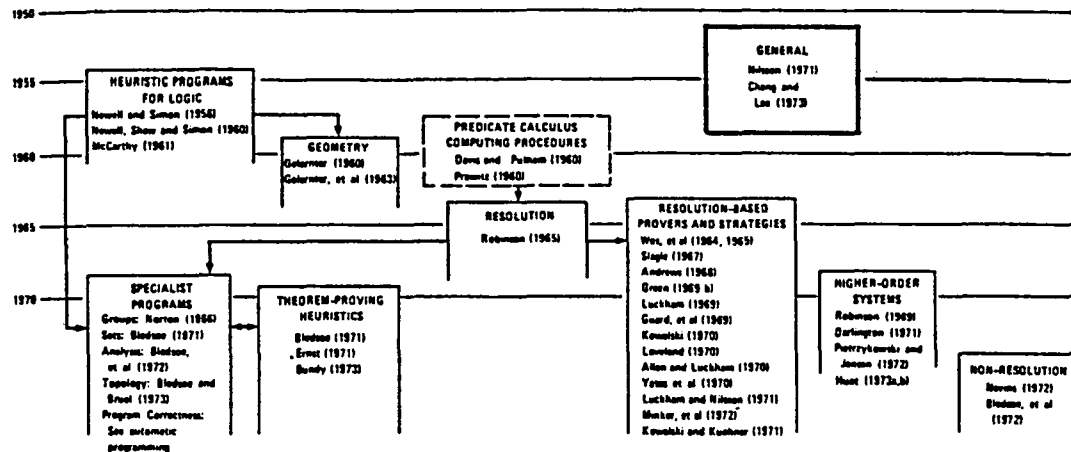 1950
1955
1960
1965
1970
GENERAL
Nilsson (1971)
Chang and
Lee (1973)
HEURISTIC PROGRAMS
FOR LOGIC
Newell and Simon (1956)
Newell, Shaw and Simon (1960)
McCarthy (1961)
GEOMETRY
Gelernter (1960)
Gelernter, et al (1963)
PREDICATE CALCULUS
COMPUTING PROCEDURES
Davis and Putnam (1960)
Prawitz (1960)
RESOLUTION
Robinson (1965)
RESOLUTION-BASED
PROVERS AND STRATEGIES
Wos, et al (1964, 1965)
Slagle (1967)
Andrews (1968)
Green (1969 b)
Luckham (1969)
Guard, et al (1969)
Kowalski (1970)
Loveland (1970)
Allen and Luckham (1970)
Yates et al (1970)
Luckham and Nilsson (1971)
Minker, et al (1972)
Kowalski and Kuehner (1971)
SPECIALIST
PROGRAMS
Groups: Norton (1966)
Sets: Bledsoe (1971)
Analysis: Bledsoe,
et al (1972)
Topology: Bledsoe and
Bruel (1973)
Program Correctness:
See automatic
programming
THEOREM-PROVING
HEURISTICS
Bledsoe (1971)
Ernst (1971)
Bundy (1973)
HIGHER-ORDER
SYSTEMS
Robinson (1969)
Darlington (1971)
Pietrzykowski and
Jensen (1972)
Huet (1973a,b)
NON-RESOLUTION
Nevins (1972)
Bledsoe, et al
(1972)